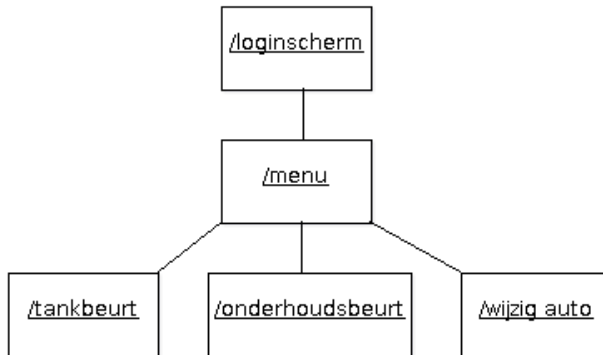 /loginscherm
/menu
/tankbeurt
/onderhoudsbeurt
/wijzig auto